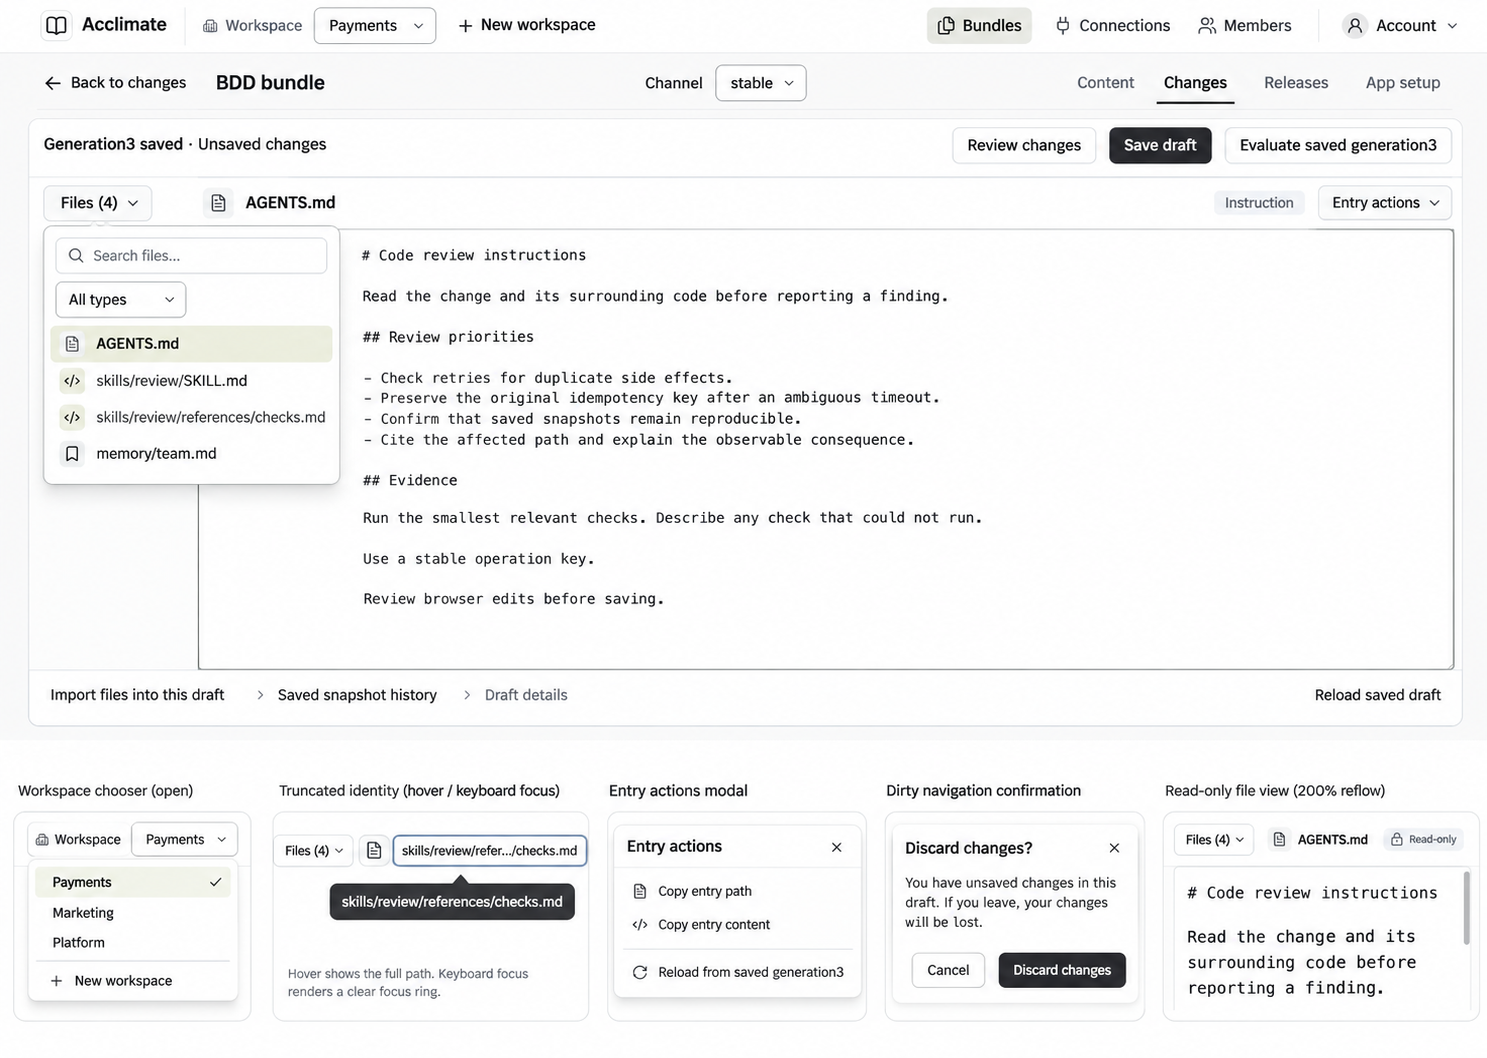 Acclimate
Workspace
Payments
+ New workspace
Bundles
Connections
Members
Account
Back to changes
BDD bundle
Channel
stable
Content
Changes
Releases
App setup
Generation3 saved · Unsaved changes
Review changes
Save draft
Evaluate saved generation3
Files (4)
AGENTS.md
Instruction
Entry actions
Search files...
All types
AGENTS.md
skills/review/SKILL.md
skills/review/references/checks.md
memory/team.md
# Code review instructions
Read the change and its surrounding code before reporting a finding.
## Review priorities
- Check retries for duplicate side effects.
- Preserve the original idempotency key after an ambiguous timeout.
- Confirm that saved snapshots remain reproducible.
- Cite the affected path and explain the observable consequence.
## Evidence
Run the smallest relevant checks. Describe any check that could not run.
Use a stable operation key.
Review browser edits before saving.
Import files into this draft
Saved snapshot history
Draft details
Reload saved draft
Workspace chooser (open)
Workspace
Payments
Payments
Marketing
Platform
+ New workspace
Truncated identity (hover / keyboard focus)
Files (4)
skills/review/refer.../checks.md
skills/review/references/checks.md
Hover shows the full path. Keyboard focus
renders a clear focus ring.
Entry actions modal
Entry actions
Copy entry path
Copy entry content
Reload from saved generation3
Dirty navigation confirmation
Discard changes?
You have unsaved changes in this
draft. If you leave, your changes
will be lost.
Cancel
Discard changes
Read-only file view (200% reflow)
Files (4)
AGENTS.md
Read-only
# Code review instructions
Read the change and its
surrounding code before
reporting a finding.